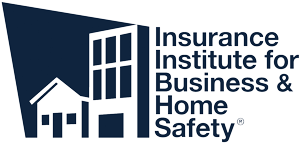 Insurance
Institute for
Business &
Home
Safety